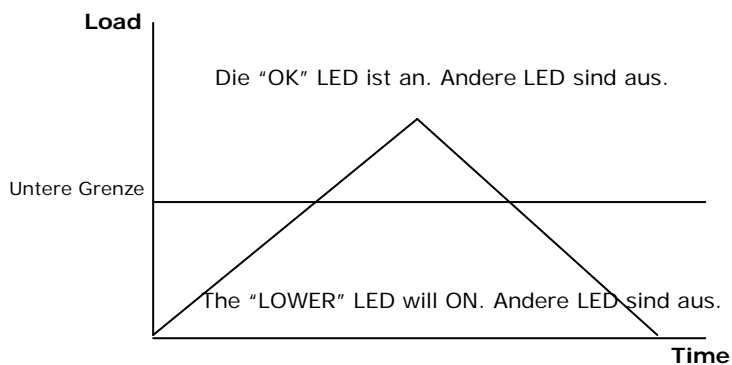 Load
Die “OK” LED ist an. Andere LED sind aus.
Untere Grenze
The “LOWER” LED will ON. Andere LED sind aus.
Time